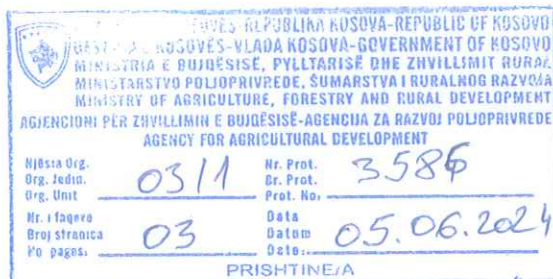 KOSOVËS-REPUBLIKA KOSOVA-REPUBLIC OF KOSOVO
KOSOVËS-VLADA KOSOVA-GOVERNMENT OF KOSOVO
MINISTRIA E BUJQËSISË, PYLLTARISË DHE ZHVILLIMIT RURAL
MINISTARSTVO POLJOPRIVREDE, ŠUMARSTVA I RURALNOG RAZVOJA
MINISTRY OF AGRICULTURE, FORESTRY AND RURAL DEVELOPMENT
AGJENCIONI PËR ZHVILLIMIN E BUJQËSISË-AGENCIJA ZA RAZVOJ POLJOPRIVREDE
AGENCY FOR AGRICULTURAL DEVELOPMENT
Njësia Org. Nr. Prot.
Org. Jedin. 03/1 Br. Prot. 3586
Org. Unit Prot. No.
Nr. i faqeve Data
Broj stranica 03 Datum 05.06.2024
No pages. Date:
PRISHTINE/A